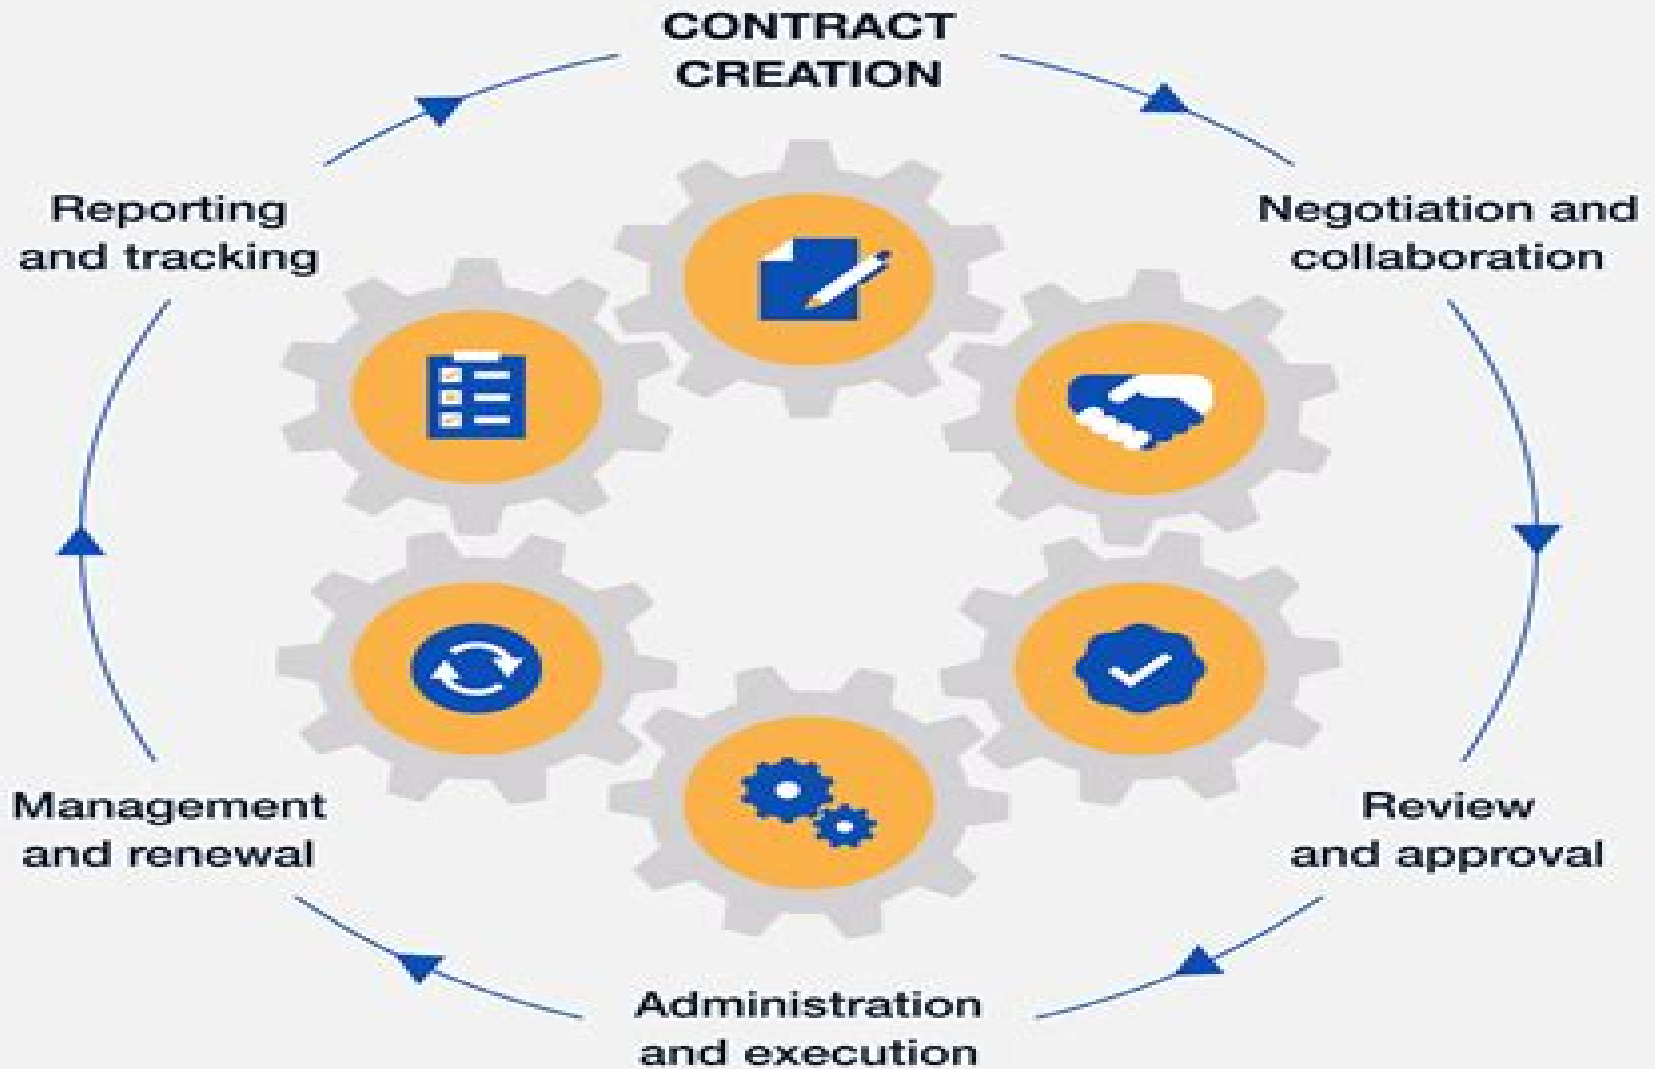 CONTRACT
CREATION
Negotiation and
collaboration
Review
and approval
Administration
and execution
Management
and renewal
Reporting
and tracking